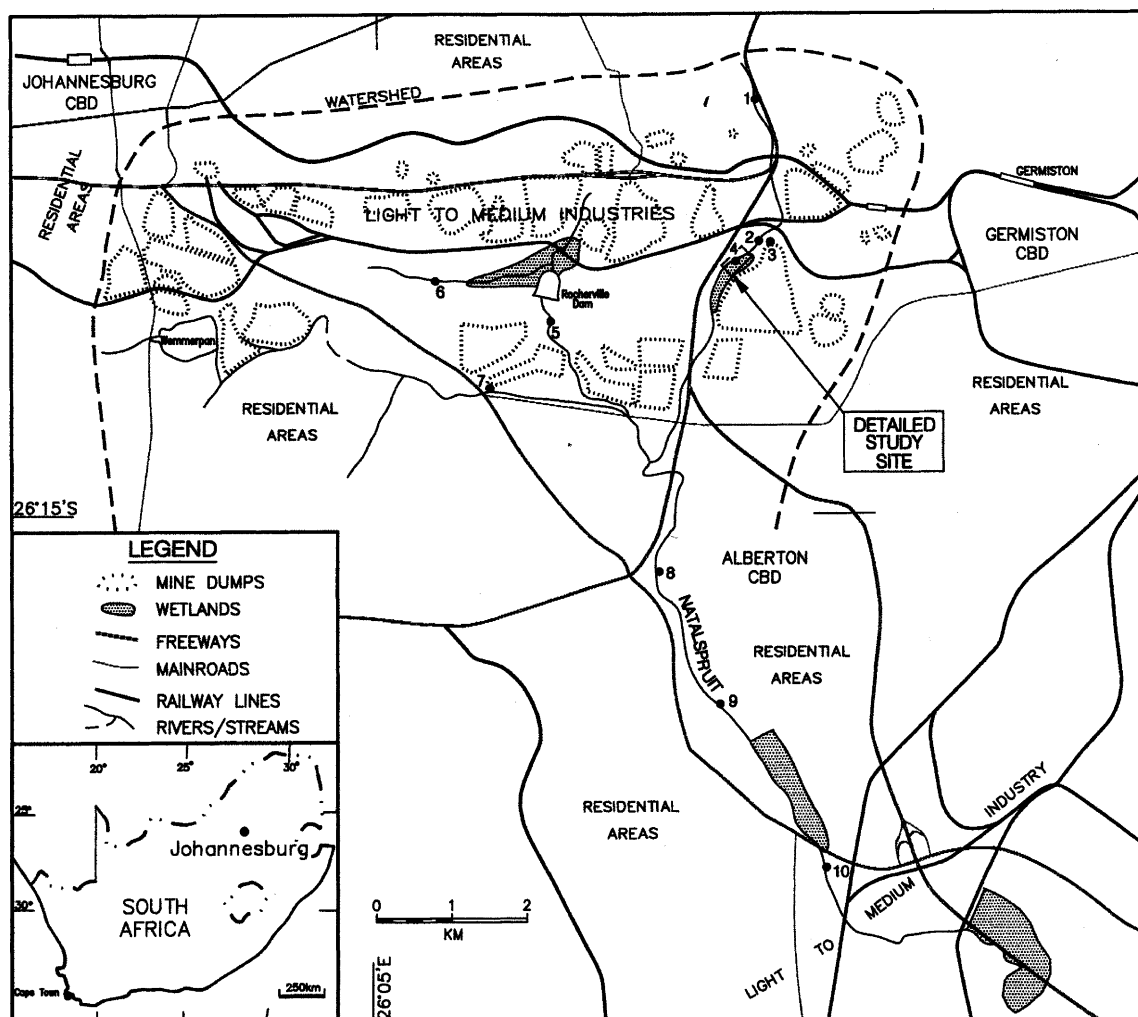 RESIDENTIAL
AREAS
JOHANNESBURG
CBD
WATERSHED
1
RESIDENTIAL
AREAS
GERMISTON
LIGHT TO MEDIUM INDUSTRIES
GERMISTON
CBD
2
3
4
6
Rocherville
Dam
5
Wemmerpan
7
RESIDENTIAL
AREAS
RESIDENTIAL
AREAS
DETAILED
STUDY
SITE
26°15'S
LEGEND
MINE DUMPS
WETLANDS
FREEWAYS
MAINROADS
RAILWAY LINES
RIVERS/STREAMS
ALBERTON
CBD
8
NATALSPRUIT
RESIDENTIAL
AREAS
9
RESIDENTIAL
AREAS
LIGHT TO MEDIUM INDUSTRY
10
20° 25° 30°
25°
Johannesburg
30°
SOUTH
AFRICA
Cape Town
250km
0 1 2
KM
26°05'E